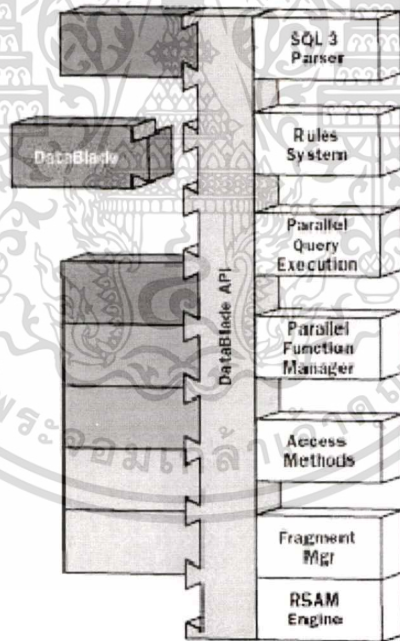 SQL 3
Parser
DataBlade
Rules
System
Parallel
Query
Execution
DataBlade API
Parallel
Function
Manager
Access
Methods
Fragment
Mgr
RSAM
Engine